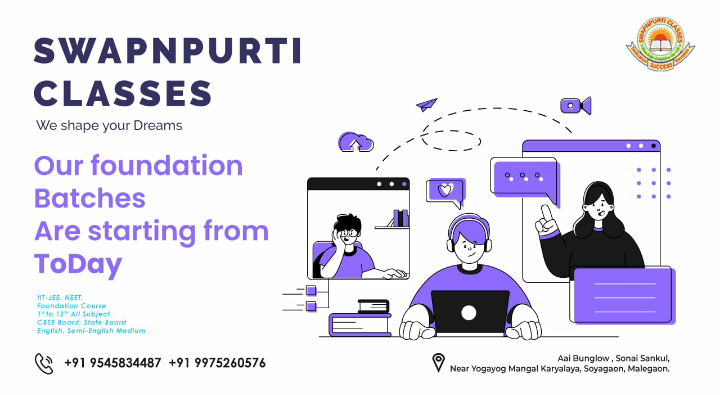 SWAPNPURTI
CLASSES
We shape your Dreams
Our foundation
Batches
Are starting from
ToDay
IIT-JEE, NEET,
Foundation Course
1st to 12th All Subject
CBSE Board, State Board
English, Semi-English Medium
+91 9545834487 +91 9975260576
Aai Bunglow , Sonai Sankul,
Near Yogayog Mangal Karyalaya, Soyagaon, Malegaon.
SWAPNPURTI CLASSES
SUCCESS